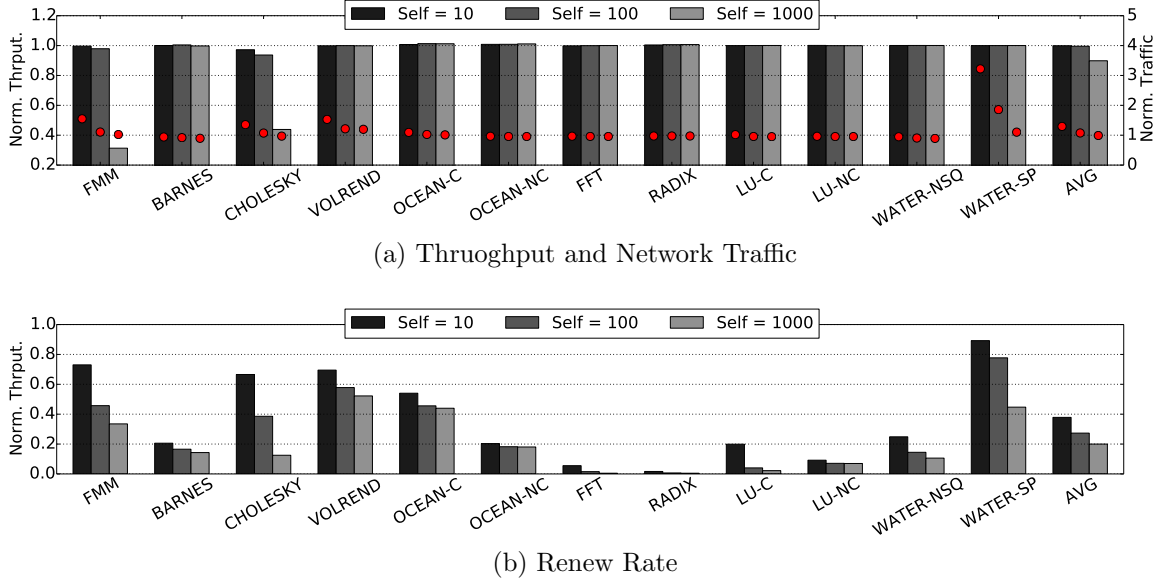 Self = 10 Self = 100 Self = 1000
Norm. Thrput.
1.2
1.0
0.8
0.6
0.4
0.2
5
4
3
2
1
0
Norm. Traffic
FMM BARNES CHOLESKY VOLREND OCEAN-C OCEAN-NC FFT RADIX LU-C LU-NC WATER-NSQ WATER-SP AVG
(a) Thruoghput and Network Traffic
Self = 10 Self = 100 Self = 1000
Norm. Thrput.
1.0
0.8
0.6
0.4
0.2
0.0
FMM BARNES CHOLESKY VOLREND OCEAN-C OCEAN-NC FFT RADIX LU-C LU-NC WATER-NSQ WATER-SP AVG
(b) Renew Rate